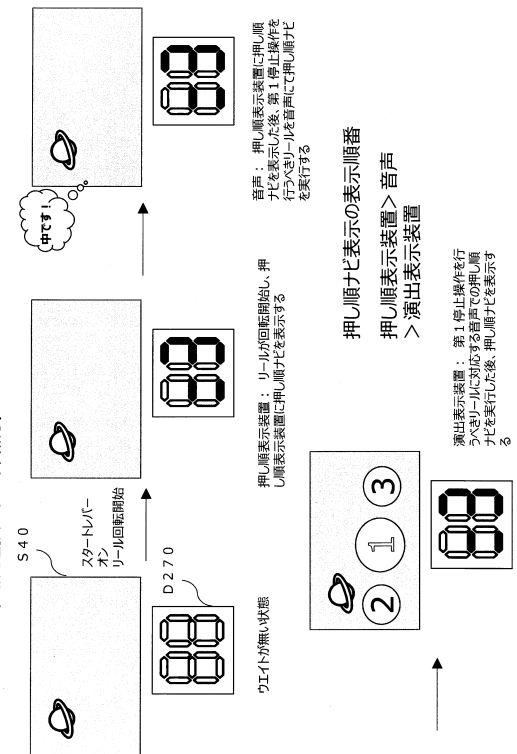 S40
スタートレバー
オン
リール回転開始
D270
ウエイトが無い状態
押し順表示装置： リールが回転開始し、押
し順表示装置に押し順ナビを表示する
中です！
音声： 押し順表示装置に押し順
ナビを表示した後、第１停止操作を
行うべきリールを音声にて押し順ナビ
を実行する
2
1
3
演出表示装置： 第１停止操作を行
うべきリールに対応する音声での押し順
ナビを実行した後、押し順ナビを表示す
る
押し順ナビ表示の表示順番
押し順表示装置＞音声
＞演出表示装置